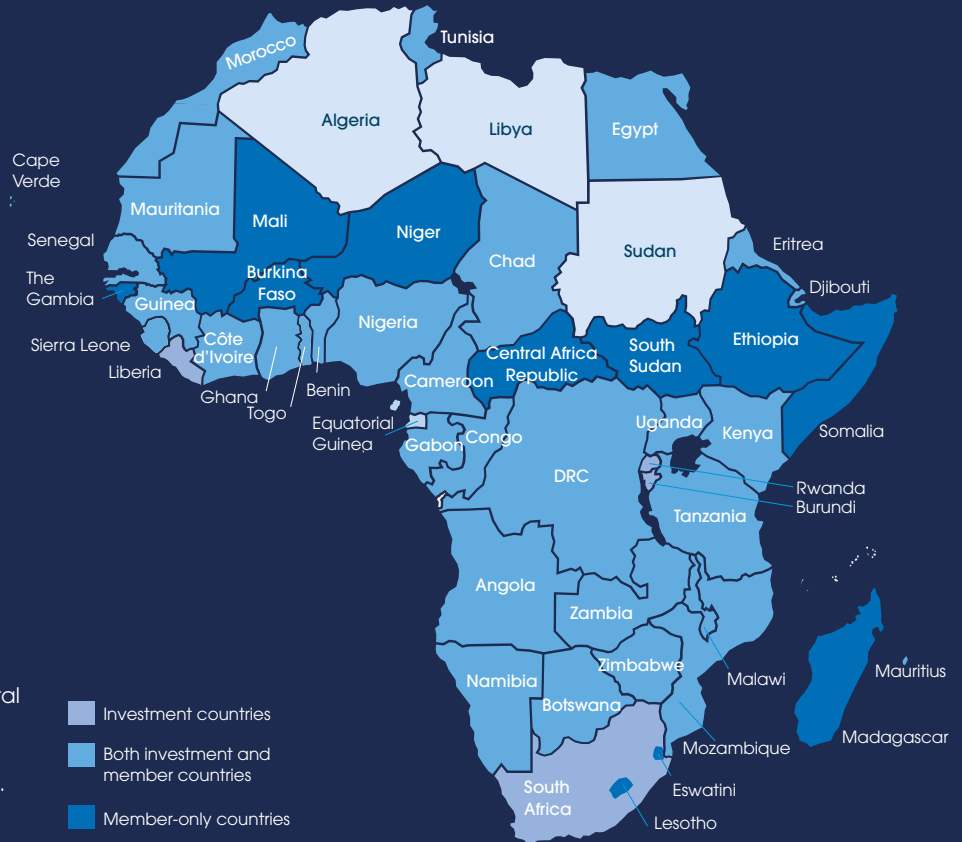 Morocco
Tunisia
Algeria
Libya
Egypt
Cape
Verde
Mauritania
Mali
Niger
Chad
Sudan
Eritrea
Senegal
The
Gambia
Burkina
Faso
Djibouti
Guinea
Nigeria
Sierra Leone
Côte
d'Ivoire
Liberia
Central Africa
Republic
South
Sudan
Ethiopia
Ghana
Togo
Benin
Cameroon
Equatorial
Guinea
Gabon
Congo
Uganda
Kenya
Somalia
DRC
Rwanda
Burundi
Tanzania
Angola
Zambia
Malawi
Zimbabwe
Namibia
Botswana
Mauritius
Madagascar
Mozambique
Eswatini
South
Africa
Lesotho
al
Investment countries
Both investment and
member countries
.
Member-only countries